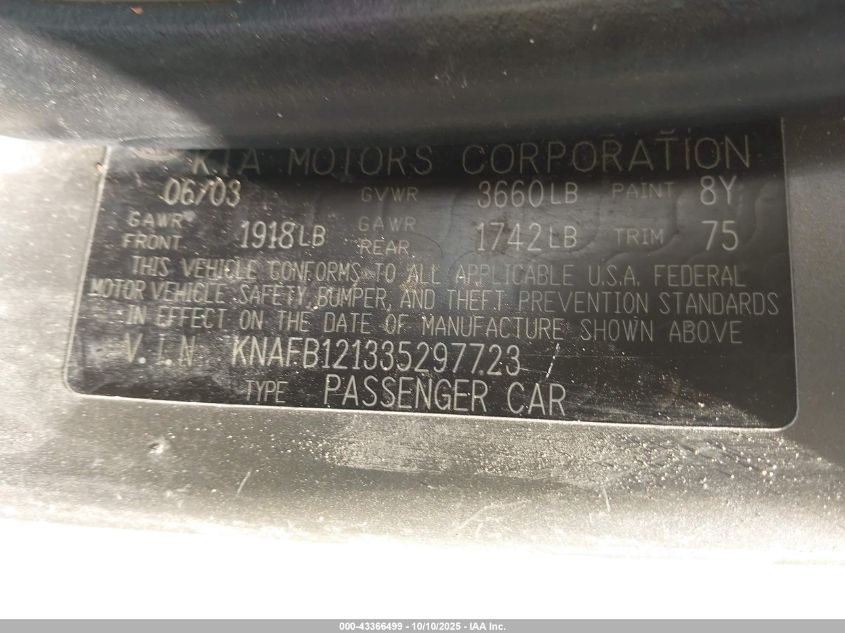 KIA MOTORS CORPORATION
06/03 GVWR 3660LB PAINT 8Y
GAWR FRONT 1918LB GAWR REAR 1742LB TRIM 75
THIS VEHICLE CONFORMS TO ALL APPLICABLE U.S.A. FEDERAL
MOTOR VEHICLE SAFETY, BUMPER, AND THEFT PREVENTION STANDARDS
IN EFFECT ON THE DATE OF MANUFACTURE SHOWN ABOVE
V.I.N KNAFB121335297723
TYPE PASSENGER CAR
000-43366499 - 10/10/2025 - IAA Inc.